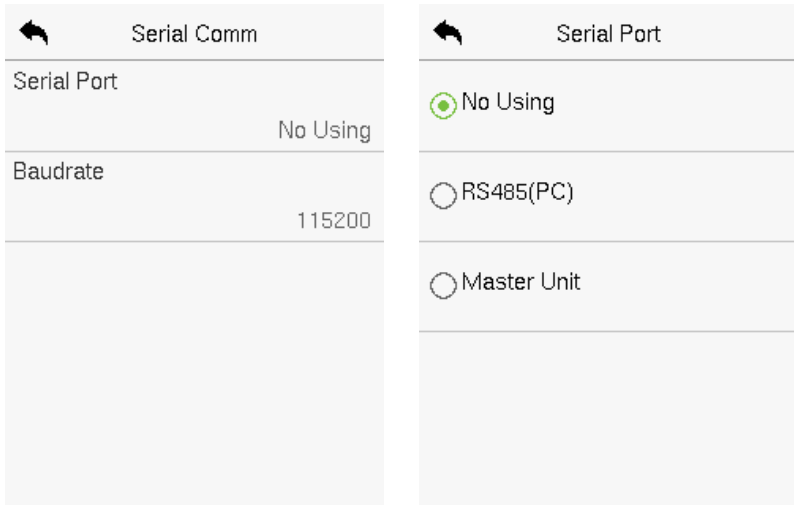 Serial Comm
Serial Port
No Using
Baudrate
115200
Serial Port
No Using
RS485(PC)
Master Unit